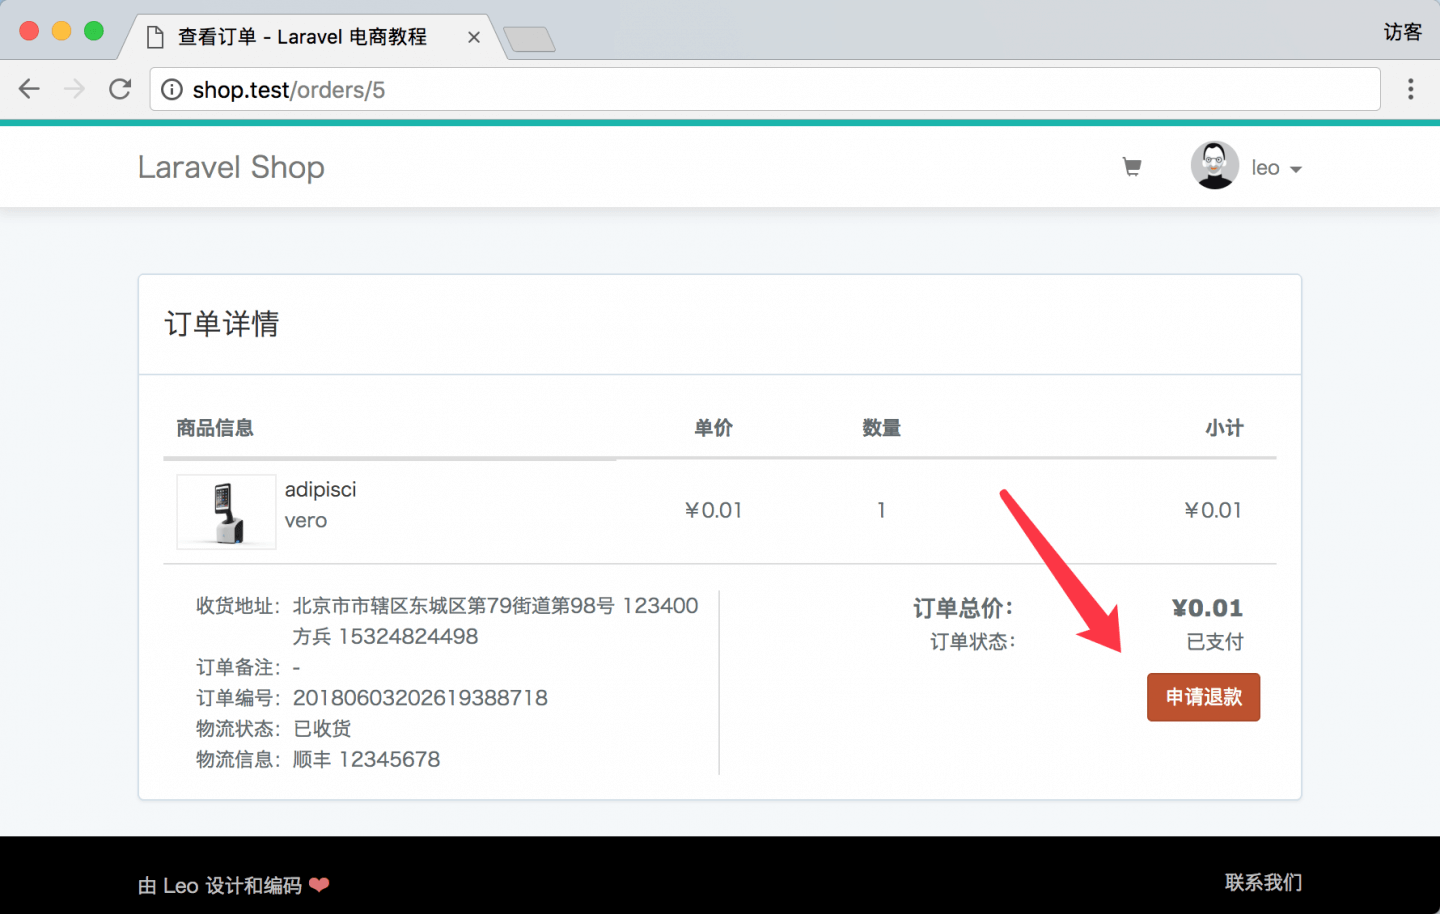 查看订单 - Laravel 电商教程
访客
shop.test/orders/5
Laravel Shop
leo
订单详情
商品信息 单价 数量 小计
adipisci
vero
¥0.01 1 ¥0.01
收货地址：北京市市辖区东城区第79街道第98号 123400
方兵 15324824498
订单备注：-
订单编号：20180603202619388718
物流状态：已收货
物流信息：顺丰 12345678
订单总价： ¥0.01
订单状态： 已支付
申请退款
由 Leo 设计和编码 ❤
联系我们